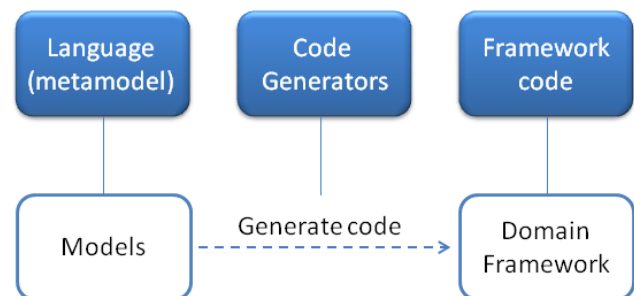 Language
(metamodel)
Code
Generators
Framework
code
Models
Generate code
Domain
Framework